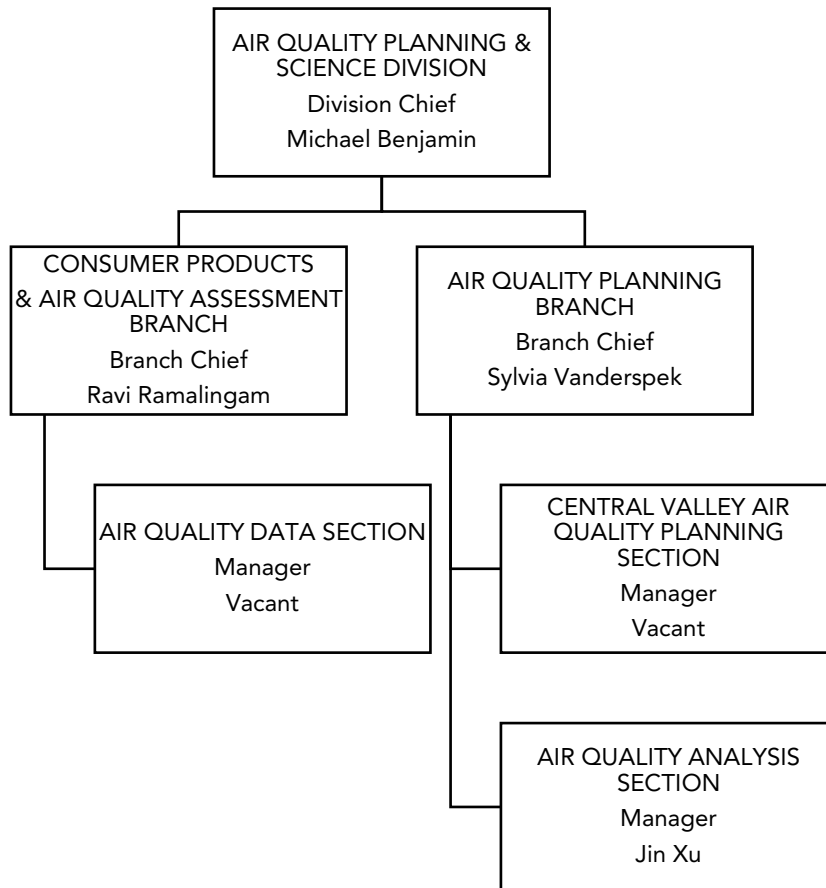 AIR QUALITY PLANNING &
SCIENCE DIVISION
Division Chief
Michael Benjamin
CONSUMER PRODUCTS
& AIR QUALITY ASSESSMENT
BRANCH
Branch Chief
Ravi Ramalingam
AIR QUALITY PLANNING
BRANCH
Branch Chief
Sylvia Vanderspek
AIR QUALITY DATA SECTION
Manager
Vacant
CENTRAL VALLEY AIR
QUALITY PLANNING
SECTION
Manager
Vacant
AIR QUALITY ANALYSIS
SECTION
Manager
Jin Xu